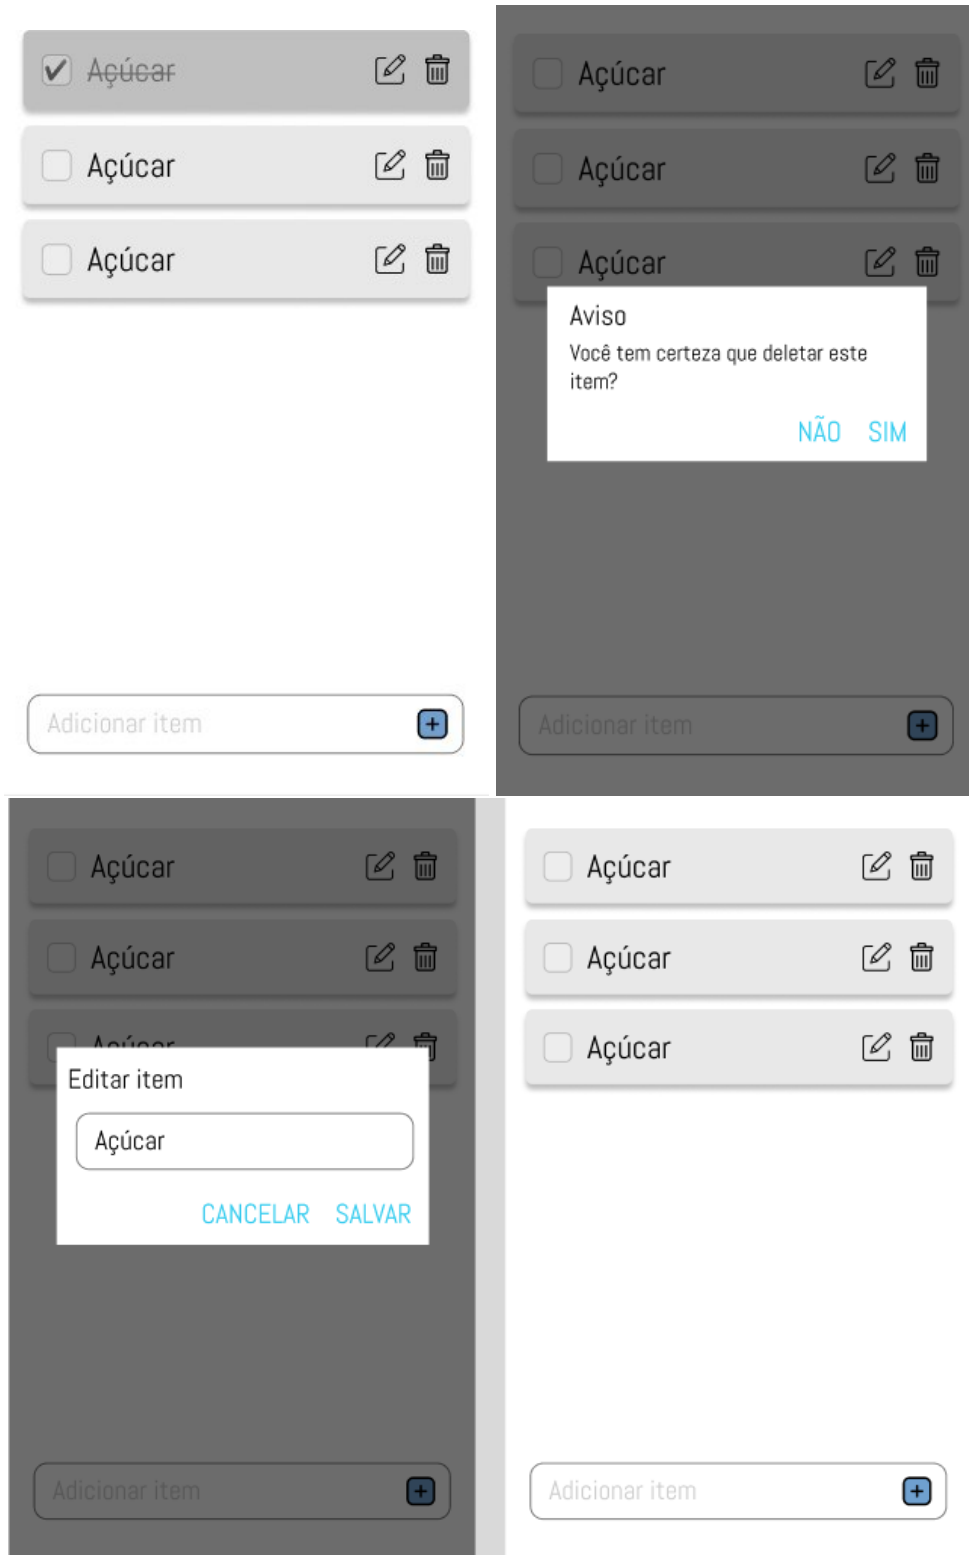 Açúcar
Açúcar
Açúcar
Adicionar item
Açúcar
Açúcar
Açúcar
Aviso
Você tem certeza que deletar este
item?
NÃO SIM
Adicionar item
Açúcar
Açúcar
Açúcar
Editar item
Açúcar
CANCELAR SALVAR
Adicionar item
Açúcar
Açúcar
Açúcar
Adicionar item